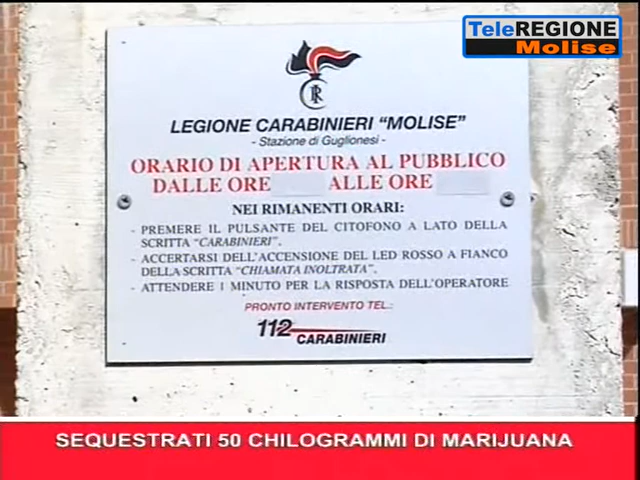 TeleREGIONE
Molise
LEGIONE CARABINIERI "MOLISE"
- Stazione di Guglionesi -
ORARIO DI APERTURA AL PUBBLICO
DALLE ORE ALLE ORE
NEI RIMANENTI ORARI:
- PREMERE IL PULSANTE DEL CITOFONO A LATO DELLA
SCRITTA "CARABINIERI".
- ACCERTARSI DELL'ACCENSIONE DEL LED ROSSO A FIANCO
DELLA SCRITTA "CHIAMATA INOLTRATA".
- ATTENDERE 1 MINUTO PER LA RISPOSTA DELL'OPERATORE
PRONTO INTERVENTO TEL.:
112 CARABINIERI
SEQUESTRATI 50 CHILOGRAMMI DI MARIJUANA